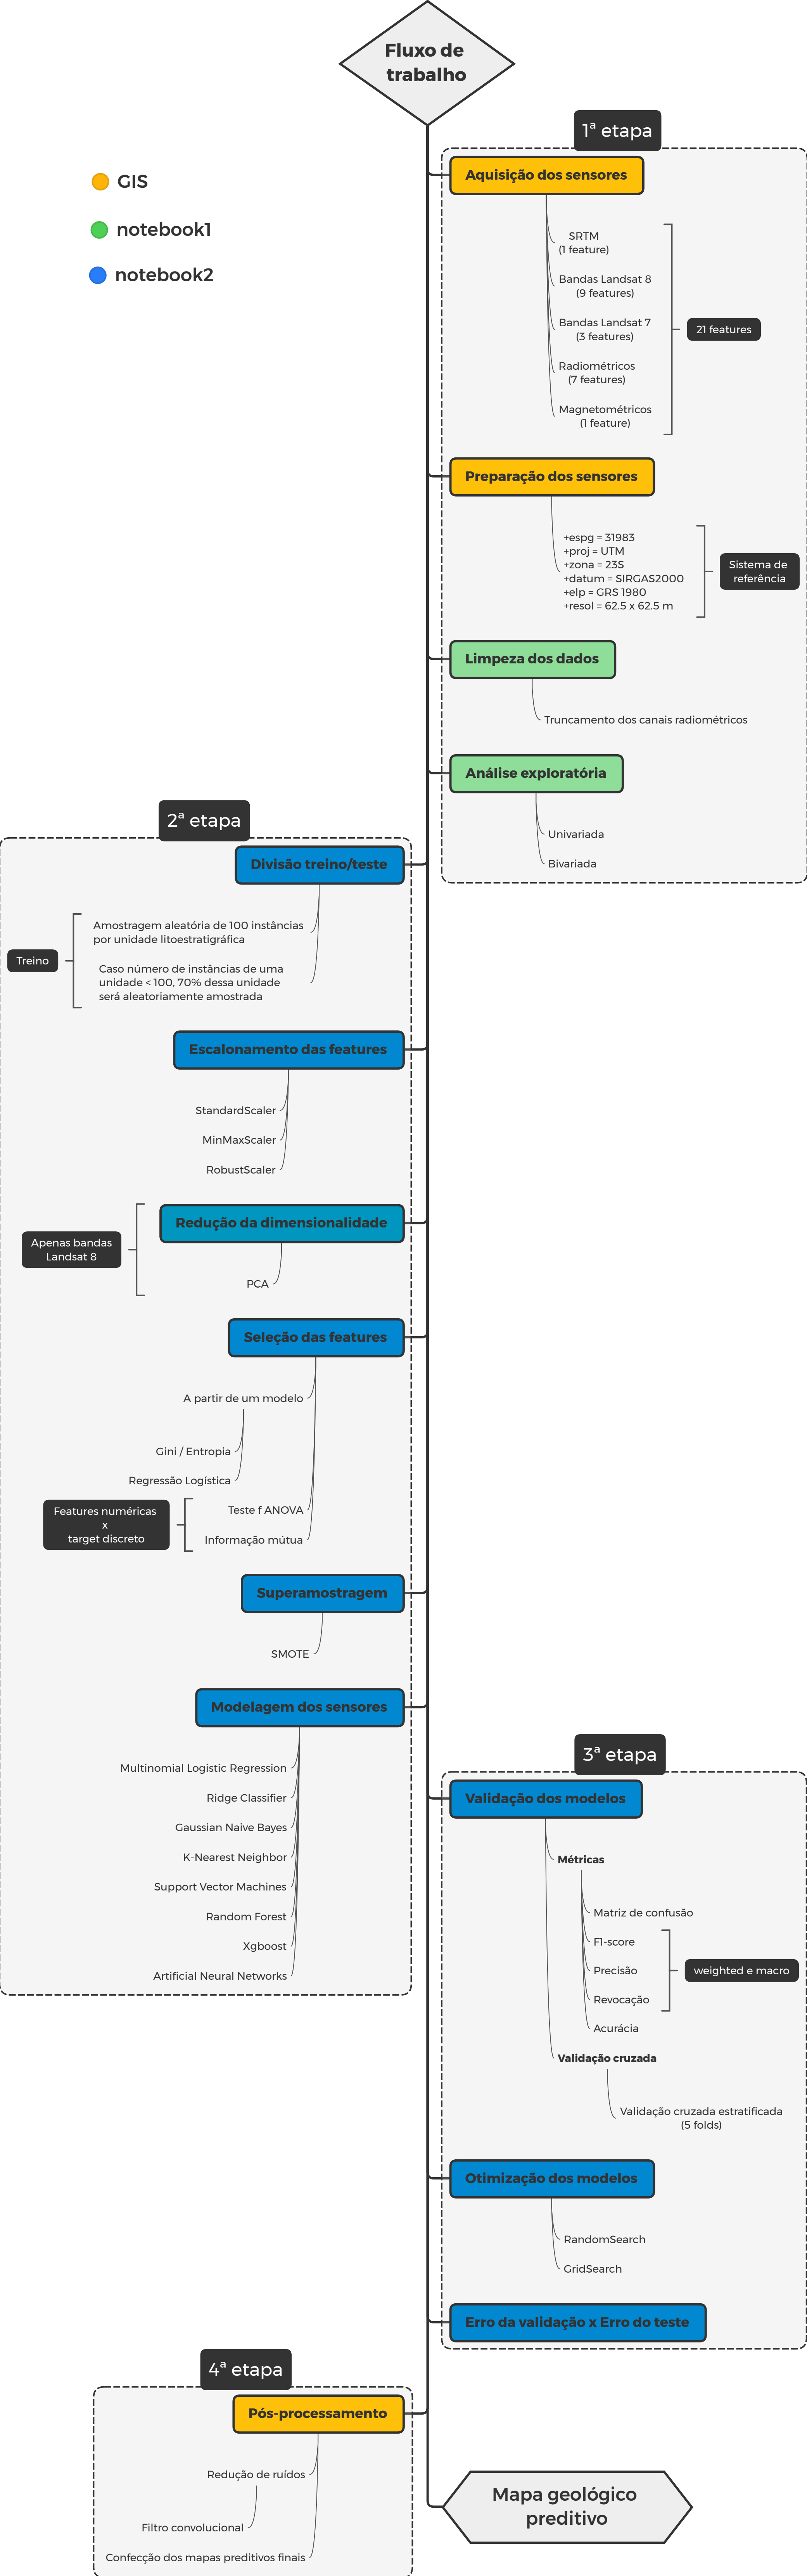 Fluxo de
trabalho
GIS
notebook1
notebook2
1ª etapa
Aquisição dos sensores
SRTM
(1 feature)
Bandas Landsat 8
(9 features)
Bandas Landsat 7
(3 features)
Radiométricos
(7 features)
Magnetométricos
(1 feature)
21 features
Preparação dos sensores
+espg = 31983
+proj = UTM
+zona = 23S
+datum = SIRGAS2000
+elp = GRS 1980
+resol = 62.5 x 62.5 m
Sistema de
referência
Limpeza dos dados
Truncamento dos canais radiométricos
Análise exploratória
Univariada
Bivariada
2ª etapa
Divisão treino/teste
Amostragem aleatória de 100 instâncias
por unidade litoestratigráfica
Caso número de instâncias de uma
unidade < 100, 70% dessa unidade
será aleatoriamente amostrada
Treino
Escalonamento das features
StandardScaler
MinMaxScaler
RobustScaler
Redução da dimensionalidade
Apenas bandas
Landsat 8
PCA
Seleção das features
A partir de um modelo
Gini / Entropia
Regressão Logística
Teste f ANOVA
Informação mútua
Features numéricas
x
target discreto
Superamostragem
SMOTE
Modelagem dos sensores
Multinomial Logistic Regression
Ridge Classifier
Gaussian Naive Bayes
K-Nearest Neighbor
Support Vector Machines
Random Forest
Xgboost
Artificial Neural Networks
3ª etapa
Validação dos modelos
Métricas
Matriz de confusão
F1-score
Precisão
Revocação
Acurácia
weighted e macro
Validação cruzada
Validação cruzada estratificada
(5 folds)
Otimização dos modelos
RandomSearch
GridSearch
Erro da validação x Erro do teste
4ª etapa
Pós-processamento
Redução de ruídos
Filtro convolucional
Confecção dos mapas preditivos finais
Mapa geológico
preditivo